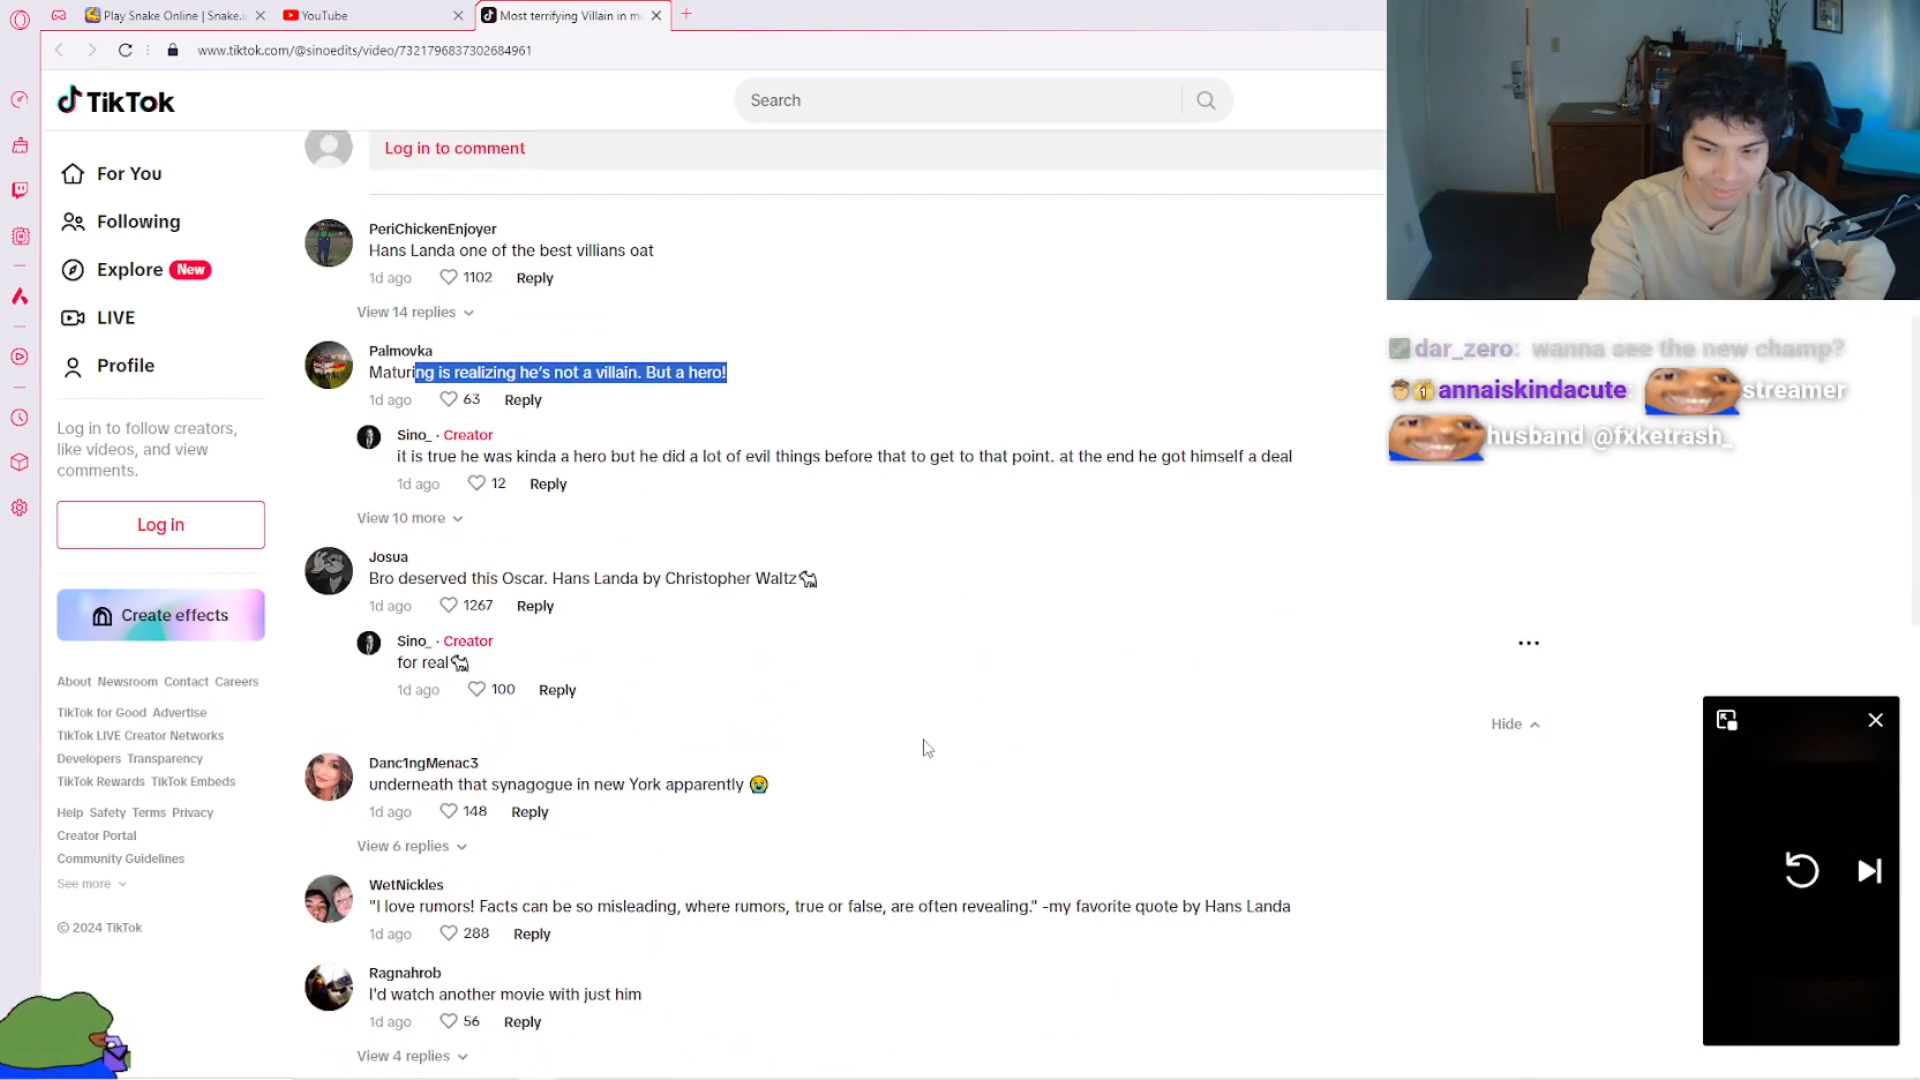 Play Snake Online | Snake.i
YouTube
Most terrifying Villain in mo
www.tiktok.com/@sinoedits/video/7321796837302684961
TikTok
Search
Log in to comment
For You
Following
Explore New
LIVE
Profile
Log in to follow creators,
like videos, and view
comments.
Log in
Create effects
About Newsroom Contact Careers
TikTok for Good Advertise
TikTok LIVE Creator Networks
Developers Transparency
TikTok Rewards TikTok Embeds
Help Safety Terms Privacy
Creator Portal
Community Guidelines
See more
© 2024 TikTok
PeriChickenEnjoyer
Hans Landa one of the best villians oat
1d ago 1102 Reply
View 14 replies
Palmovka
Maturing is realizing he's not a villain. But a hero!
1d ago 63 Reply
Sino_ · Creator
it is true he was kinda a hero but he did a lot of evil things before that to get to that point. at the end he got himself a deal
1d ago 12 Reply
View 10 more
Josua
Bro deserved this Oscar. Hans Landa by Christopher Waltz🐐
1d ago 1267 Reply
Sino_ · Creator
for real🐐
1d ago 100 Reply
Hide
Danc1ngMenac3
underneath that synagogue in new York apparently 😭
1d ago 148 Reply
View 6 replies
WetNickles
"I love rumors! Facts can be so misleading, where rumors, true or false, are often revealing." -my favorite quote by Hans Landa
1d ago 288 Reply
Ragnahrob
I'd watch another movie with just him
1d ago 56 Reply
View 4 replies
dar_zero: wanna see the new champ?
annaiskindacute: streamer
husband @fxketrash_